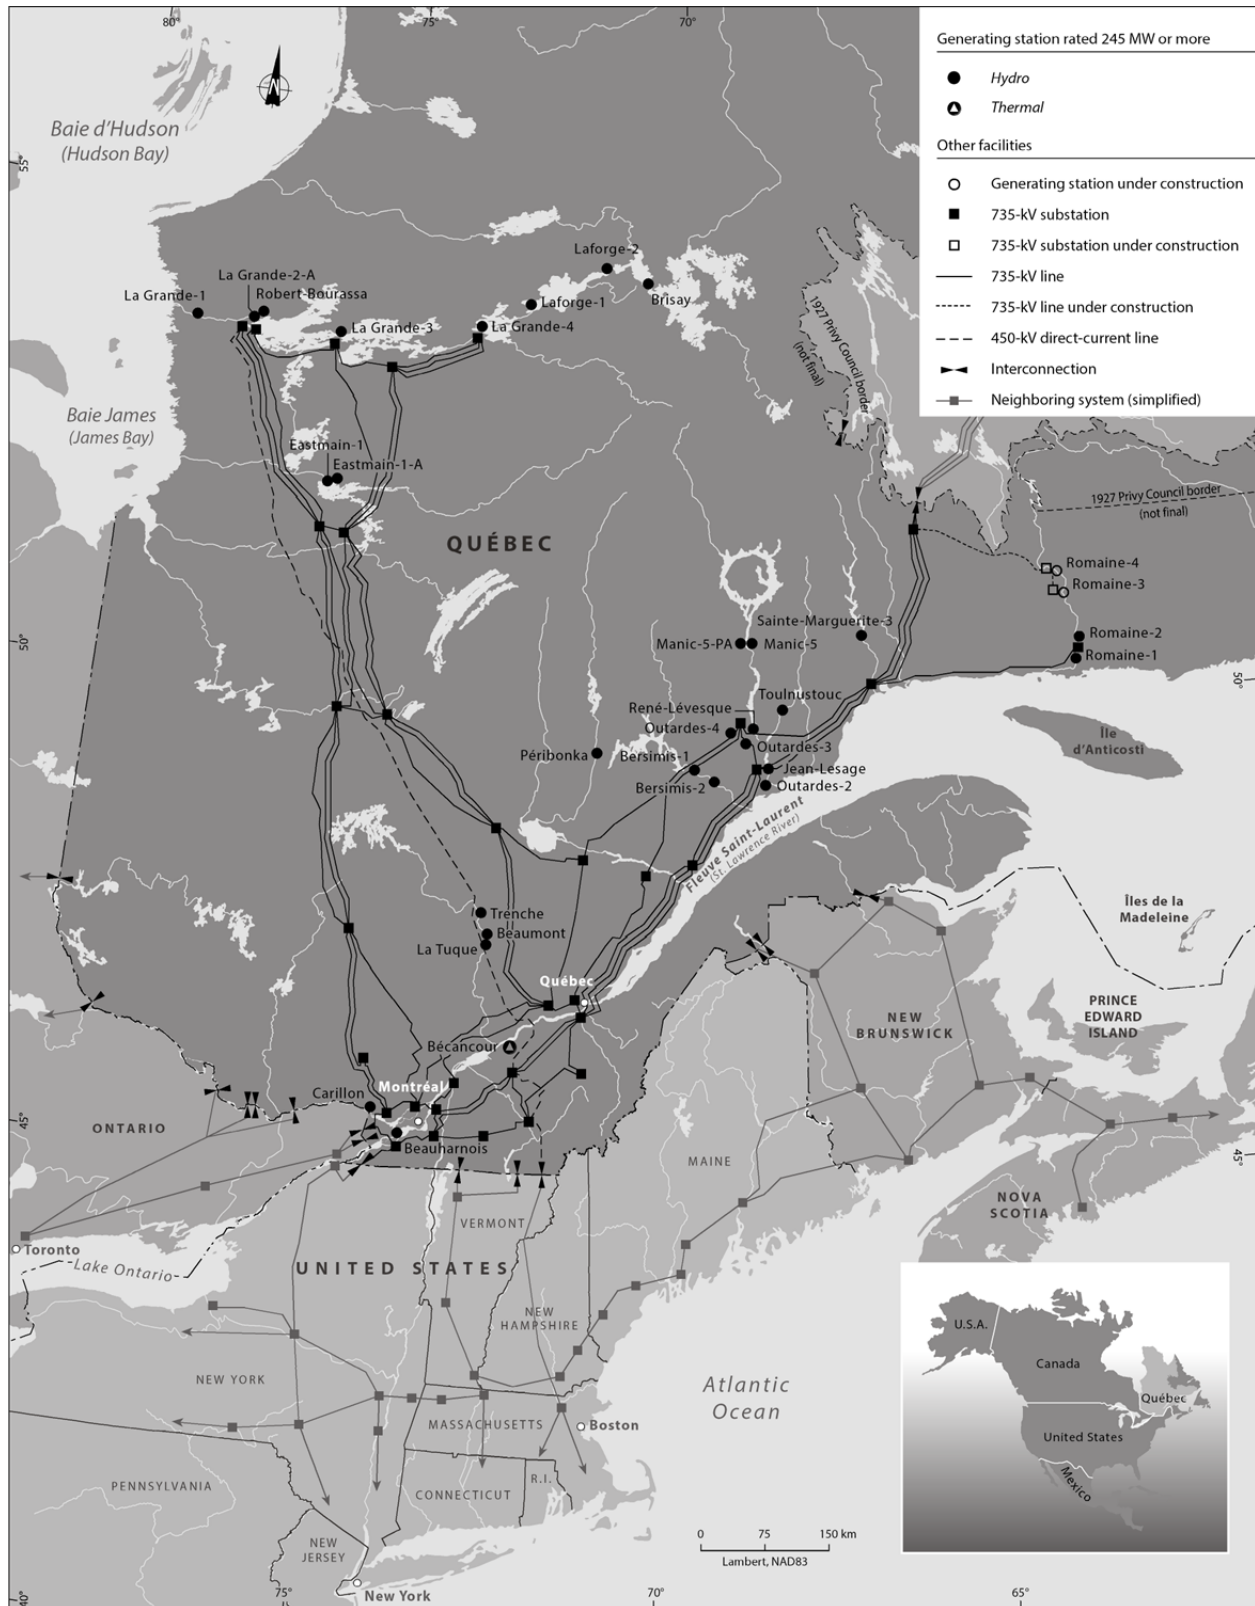 80°
75°
70°
Generating station rated 245 MW or more
Hydro
Thermal
Other facilities
Generating station under construction
735-kV substation
735-kV substation under construction
735-kV line
735-kV line under construction
450-kV direct-current line
Interconnection
Neighboring system (simplified)
N
Baie d'Hudson
(Hudson Bay)
55°
Laforge-2
La Grande-2-A
Robert-Bourassa
La Grande-1
Brisay
Laforge-1
La Grande-3
La Grande-4
1927 Privy Council border
(not final)
Baie James
(James Bay)
Eastmain-1
Eastmain-1-A
1927 Privy Council border
(not final)
QUÉBEC
Romaine-4
Romaine-3
Sainte-Marguerite-3
50°
Manic-5-PA
Manic-5
Romaine-2
Romaine-1
50°
Toulnustouc
René-Lévesque
Outardes-4
Île
d'Anticosti
Outardes-3
Péribonka
Bersimis-1
Jean-Lesage
Bersimis-2
Outardes-2
Fleuve Saint-Laurent
(St. Lawrence River)
Îles de la
Madeleine
Trenche
Beaumont
La Tuque
Québec
PRINCE
EDWARD
ISLAND
NEW
BRUNSWICK
Bécancour
Montréal
Carillon
45°
ONTARIO
Beauharnois
MAINE
45°
NOVA
SCOTIA
VERMONT
Toronto
Lake Ontario
UNITED STATES
NEW
HAMPSHIRE
U.S.A.
Canada
NEW YORK
Atlantic
Ocean
Québec
MASSACHUSETTS
Boston
United States
PENNSYLVANIA
R.I.
CONNECTICUT
Mexico
NEW
JERSEY
0 75 150 km
Lambert, NAD83
New York
40°
75°
70°
65°